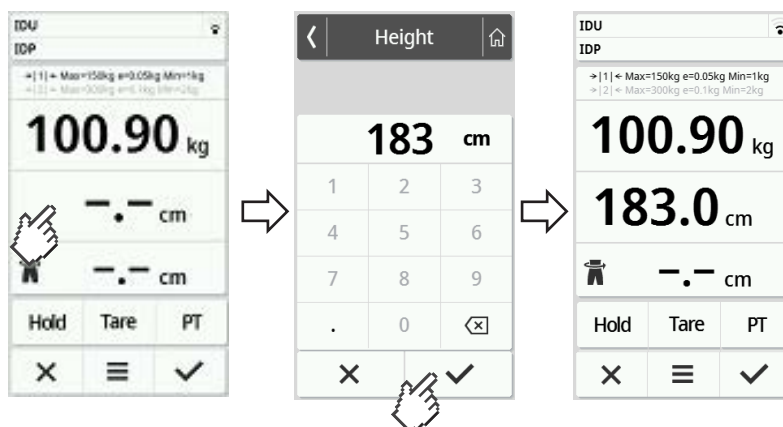 IDU
IDP
→|1|← Max=150kg e=0.05kg Min=1kg
→|2|← Max=300kg e=0.1kg Min=2kg
100.90 kg
--.-- cm
--.-- cm
Hold Tare PT
Height
183 cm
1 2 3
4 5 6
7 8 9
. 0
IDU
IDP
→|1|← Max=150kg e=0.05kg Min=1kg
→|2|← Max=300kg e=0.1kg Min=2kg
100.90 kg
183.0 cm
--.-- cm
Hold Tare PT